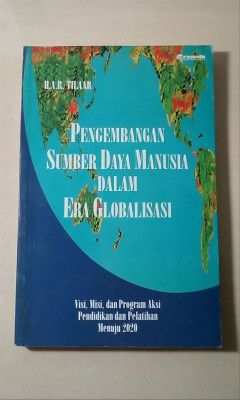 H.A.R. TILAAR
PENGEMBANGAN
SUMBER DAYA MANUSIA
DALAM
ERA GLOBALISASI
Visi, Misi, dan Program Aksi
Pendidikan dan Pelatihan
Menuju 2020